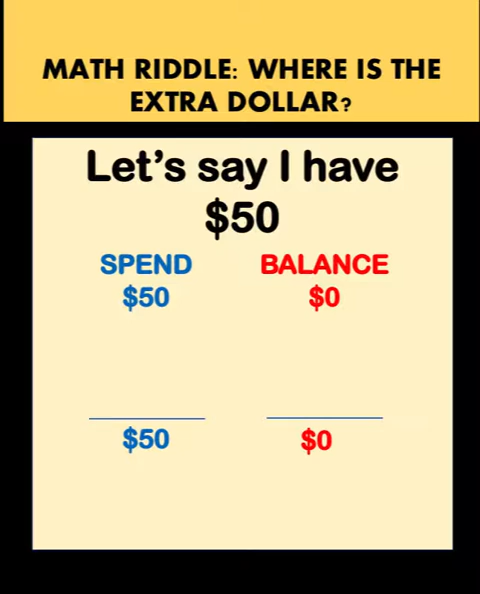 MATH RIDDLE: WHERE IS THE
EXTRA DOLLAR?
Let's say I have
$50
SPEND BALANCE
$50 $0
$50 $0